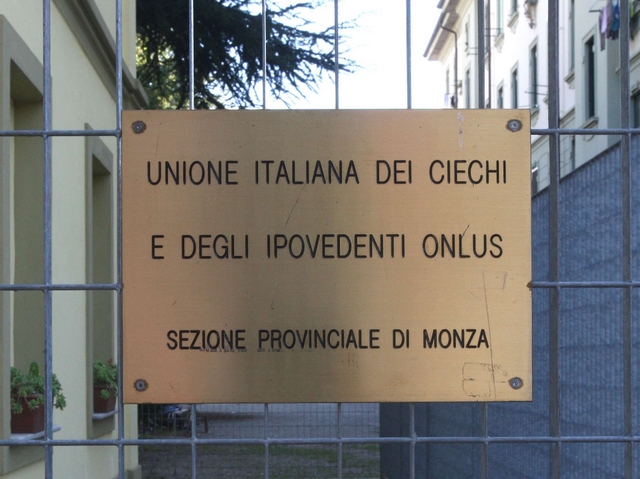 UNIONE ITALIANA DEI CIECHI
E DEGLI IPOVEDENTI ONLUS
SEZIONE PROVINCIALE DI MONZA